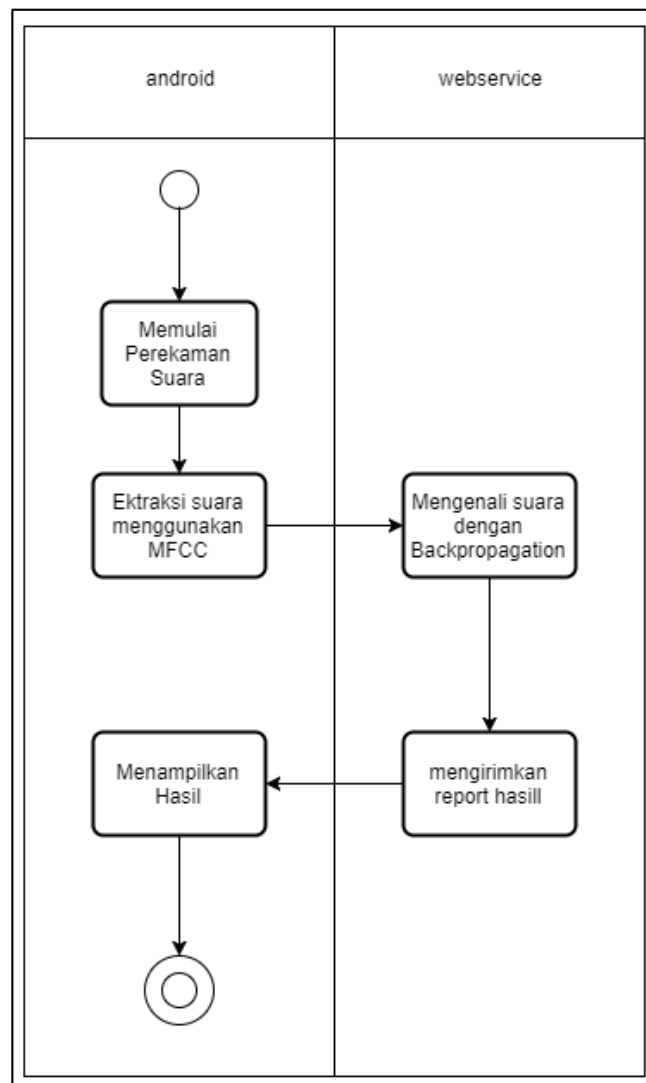 android
webservice
Memulai
Perekaman
Suara
Ektraksi suara
menggunakan
MFCC
Mengenali suara
dengan
Backpropagation
Menampilkan
Hasil
mengirimkan
report hasill